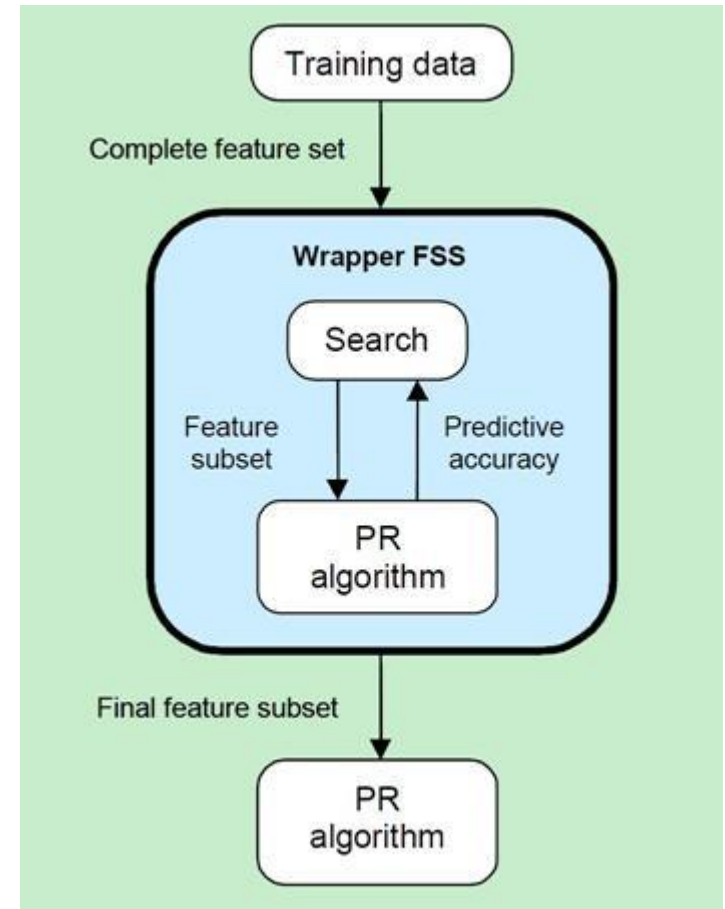 Training data
Complete feature set
Wrapper FSS
Search
Feature
subset
Predictive
accuracy
PR
algorithm
Final feature subset
PR
algorithm